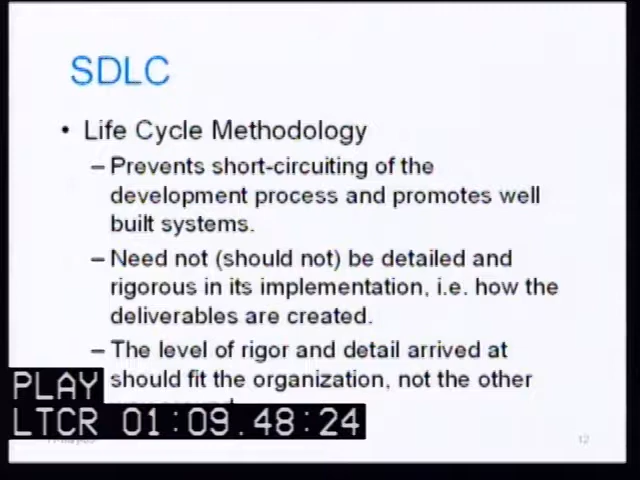 SDLC
• Life Cycle Methodology
– Prevents short-circuiting of the
development process and promotes well
built systems.
– Need not (should not) be detailed and
rigorous in its implementation, i.e. how the
deliverables are created.
– The level of rigor and detail arrived at
should fit the organization, not the other
PLAY
LTCR 01:09.48:24
12